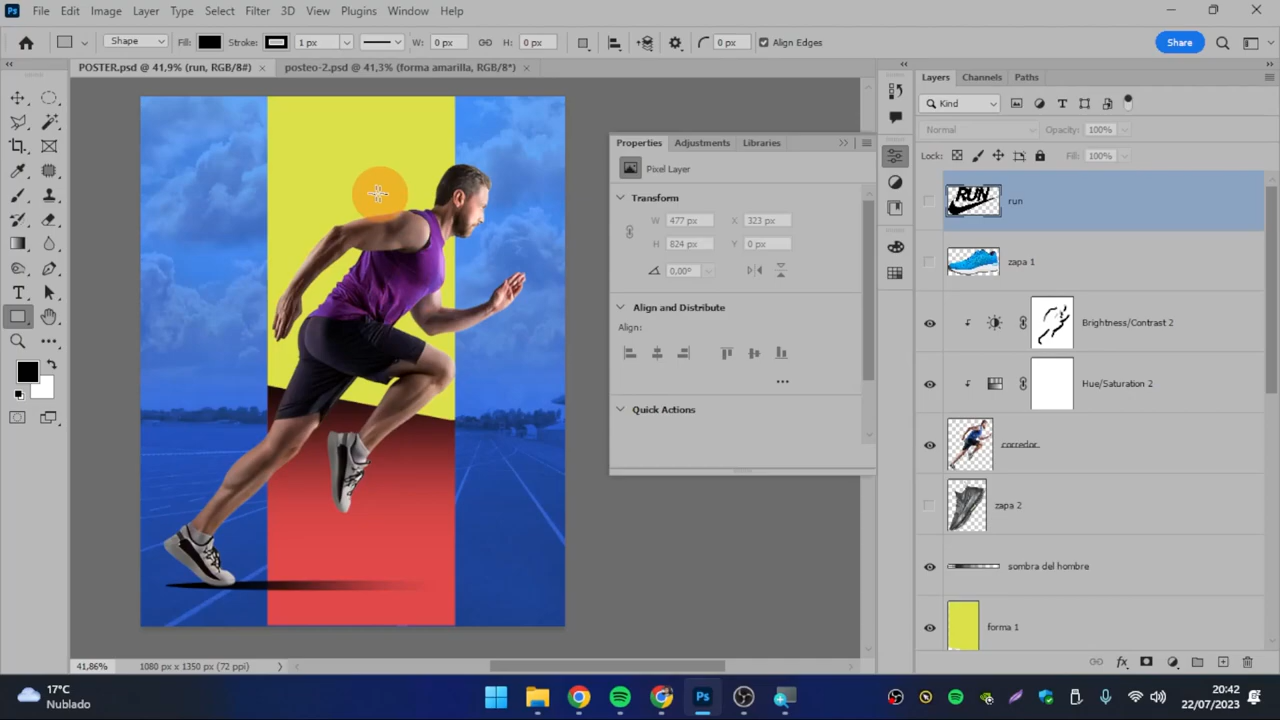 Ps File Edit Image Layer Type Select Filter 3D View Plugins Window Help
Shape Fill: Stroke: 1 px W: 0 px H: 0 px 0 px Align Edges Share
POSTER.psd @ 41,9% (run, RGB/8#) × posteo-2.psd @ 41,3% (forma amarilla, RGB/8*) ×
Layers Channels Paths
Kind
Normal Opacity: 100%
Lock: Fill: 100%
Properties Adjustments Libraries
Pixel Layer
Transform
W 477 px X 323 px
H 824 px Y 0 px
0,00°
Align and Distribute
Align:
Quick Actions
RUN run
zapa 1
Brightness/Contrast 2
Hue/Saturation 2
corredor
zapa 2
sombra del hombre
forma 1
41,86% 1080 px x 1350 px (72 ppi)
17°C
Nublado
Ps
20:42
22/07/2023